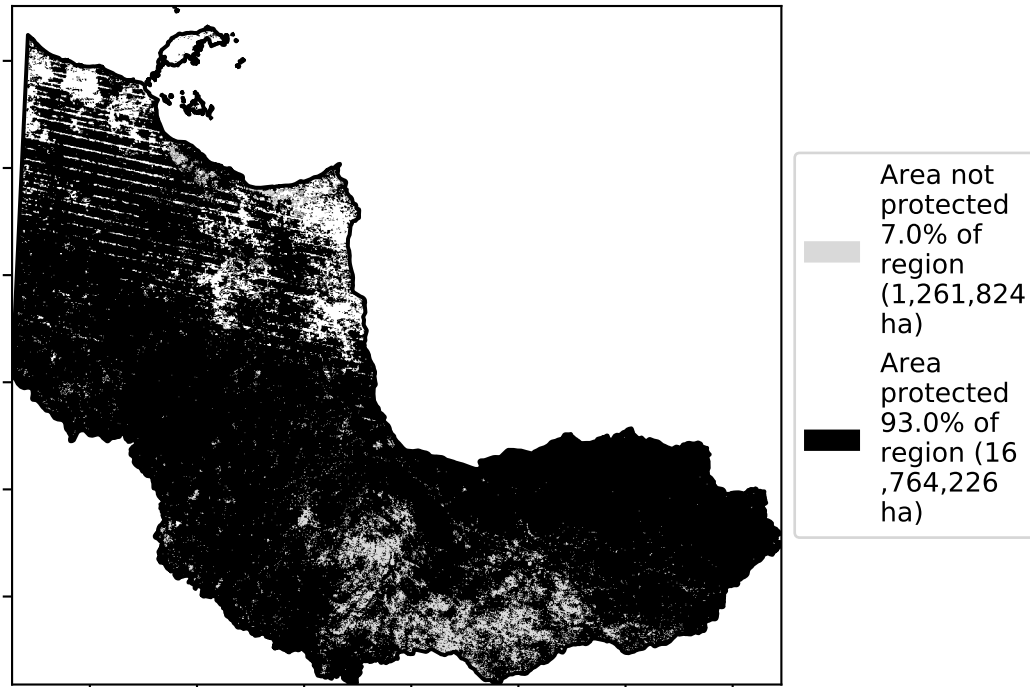 Area not
protected
7.0% of
region
(1,261,824
ha)
Area
protected
93.0% of
region (16
,764,226
ha)